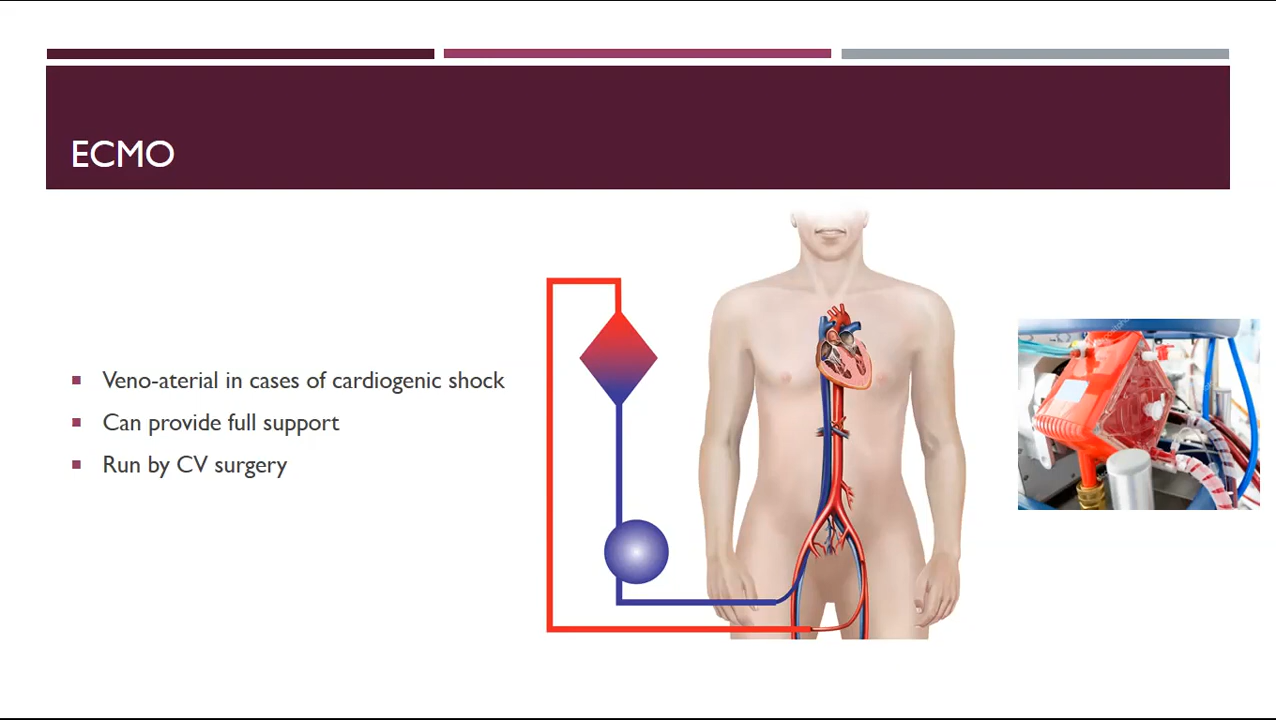 ECMO
Veno-aterial in cases of cardiogenic shock
Can provide full support
Run by CV surgery